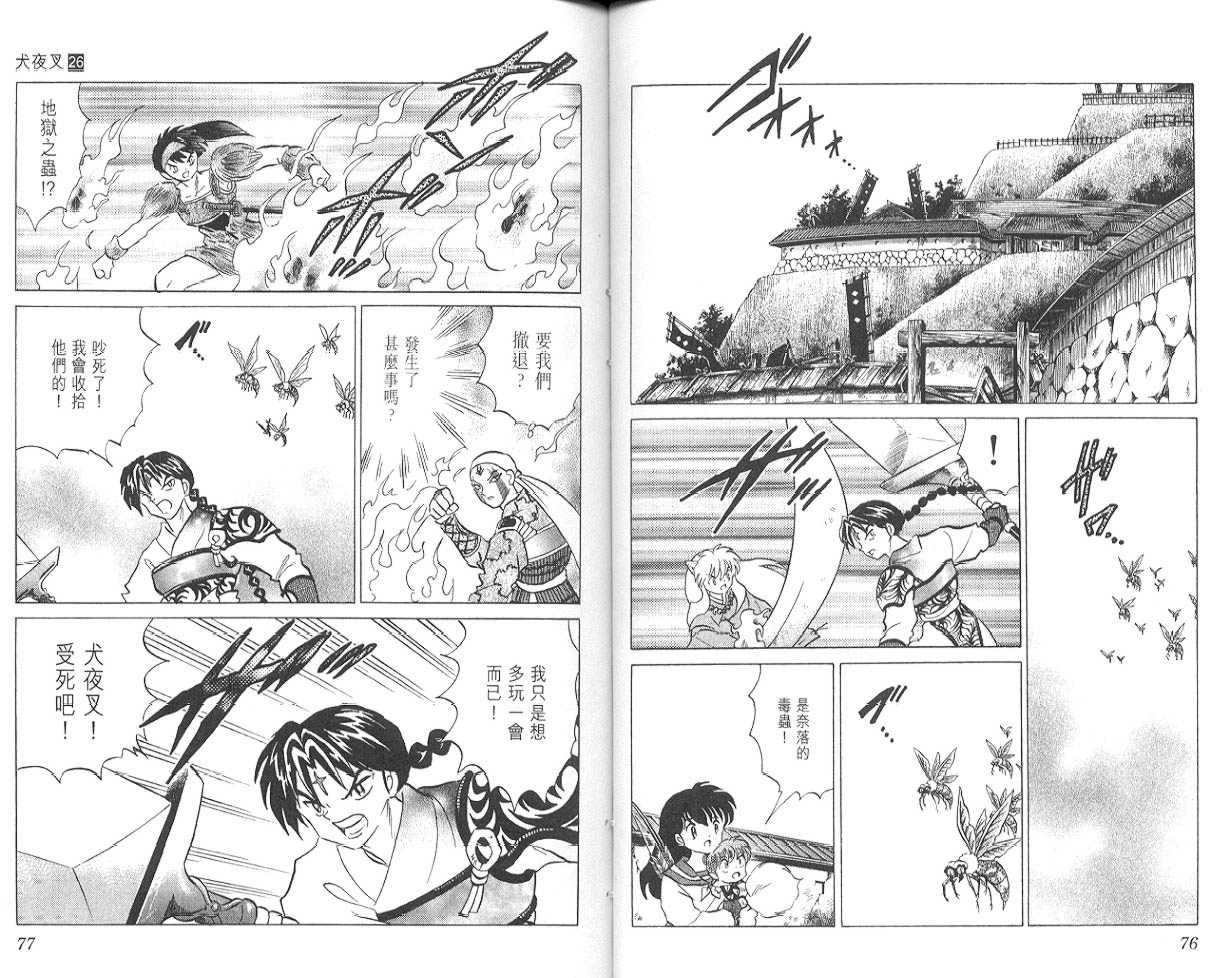 ゴオオオ…
！
ブ…
是奈落的
毒蟲！
76
犬夜叉 26
地獄之蟲!?
要我們
撤退？
發生了
甚麼事嗎？
ブ…
吵死了！
我會收拾
他們的！
我只是想
多玩一會
而已！
犬夜叉！
受死吧！
77